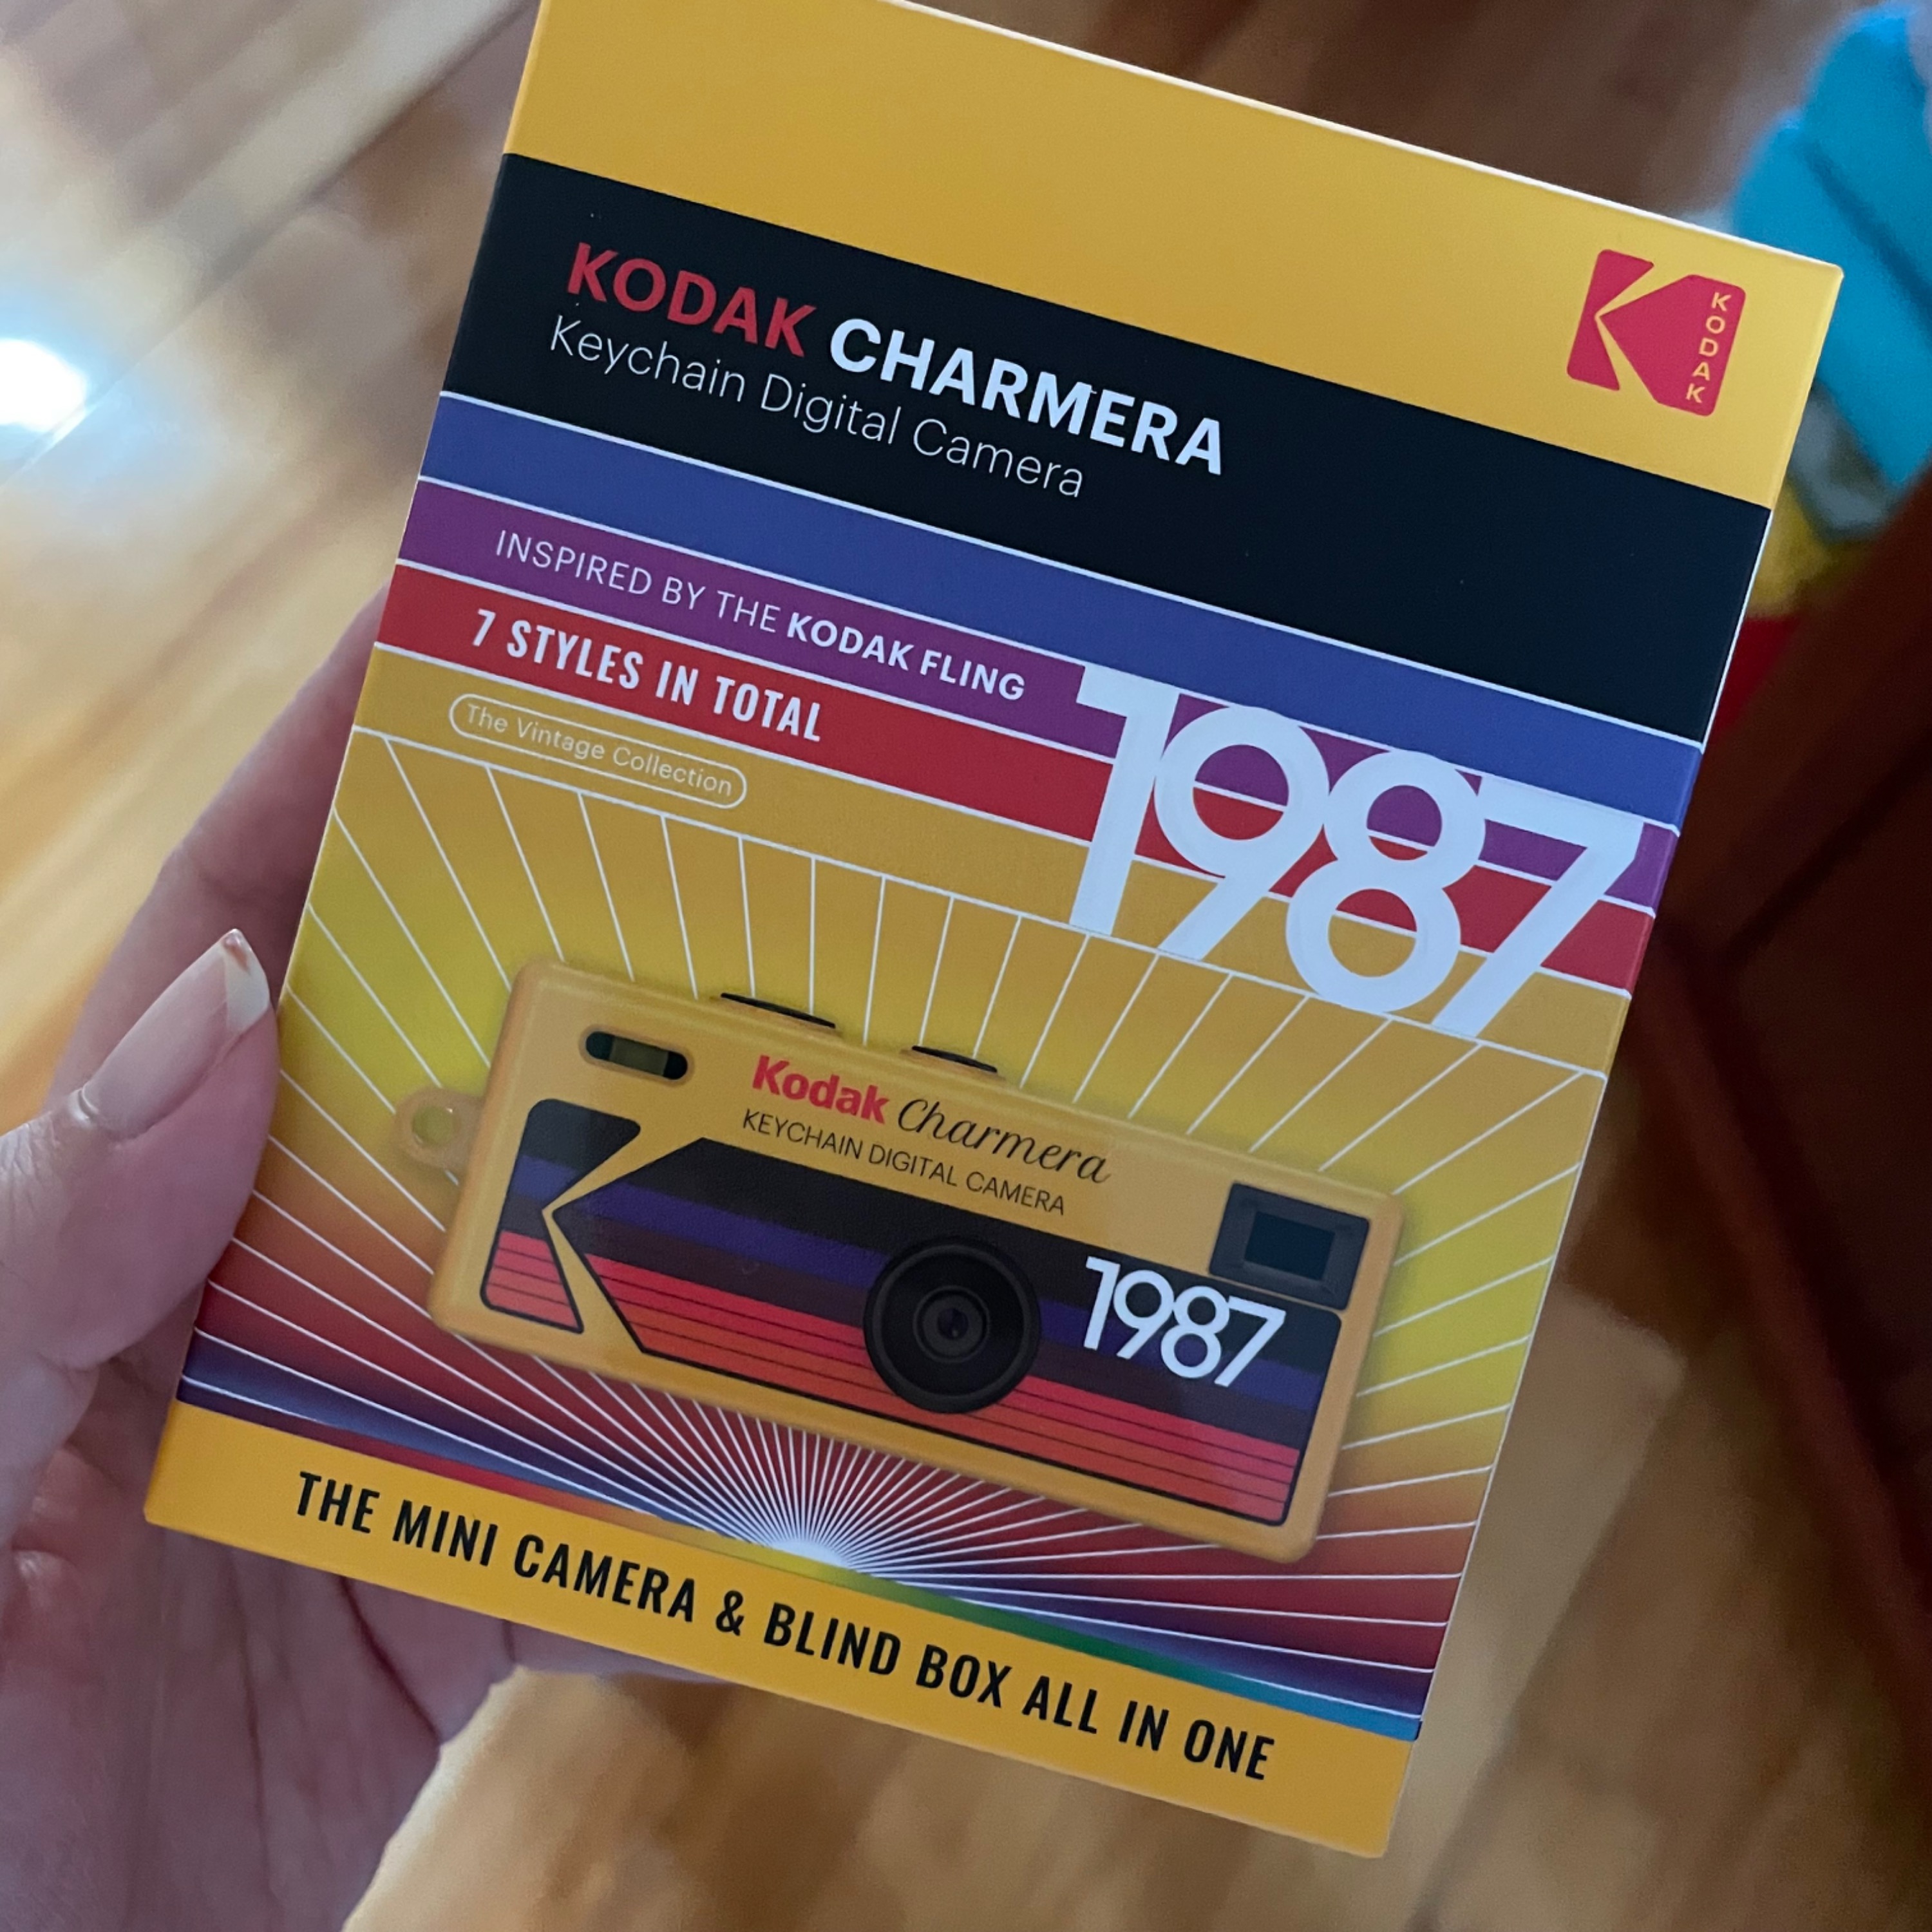 KODAK
KODAK CHARMERA
Keychain Digital Camera
INSPIRED BY THE KODAK FLING
7 STYLES IN TOTAL
1987
The Vintage Collection
Kodak Charmera
KEYCHAIN DIGITAL CAMERA
1987
THE MINI CAMERA & BLIND BOX ALL IN ONE